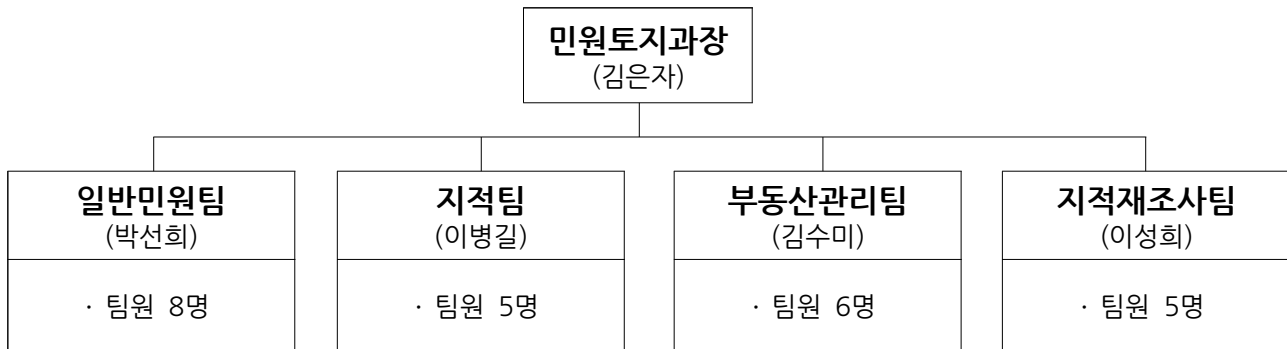 민원토지과장
(김은자)
일반민원팀
(박선희)
· 팀원 8명
지적팀
(이병길)
· 팀원 5명
부동산관리팀
(김수미)
· 팀원 6명
지적재조사팀
(이성희)
· 팀원 5명